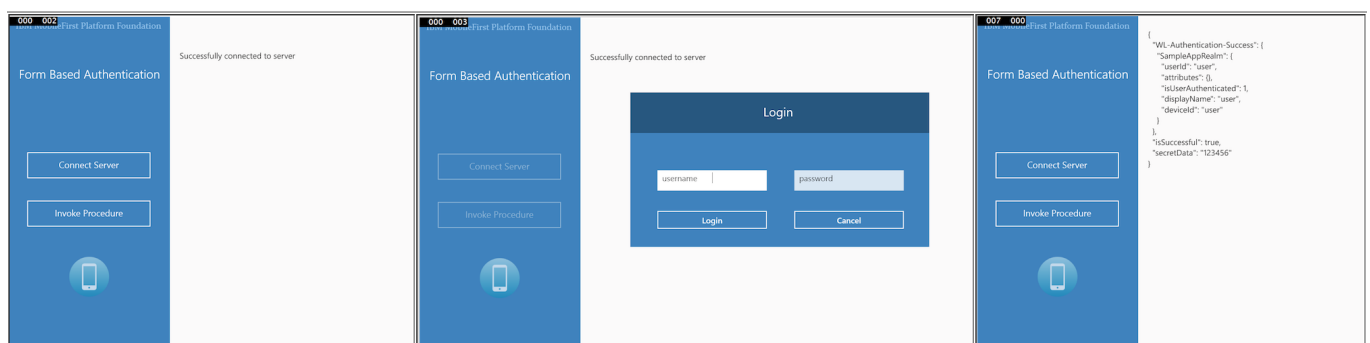 000 002
IBM MobileFirst Platform Foundation
Form Based Authentication
Connect Server
Invoke Procedure
Successfully connected to server
000 003
IBM MobileFirst Platform Foundation
Form Based Authentication
Connect Server
Invoke Procedure
Successfully connected to server
Login
username
password
Login
Cancel
007 000
IBM MobileFirst Platform Foundation
Form Based Authentication
Connect Server
Invoke Procedure
{
"WL-Authentication-Success": {
"SampleAppRealm": {
"userId": "user",
"attributes": {},
"isUserAuthenticated": 1,
"displayName": "user",
"deviceId": "user"
}
},
"isSuccessful": true,
"secretData": "123456"
}